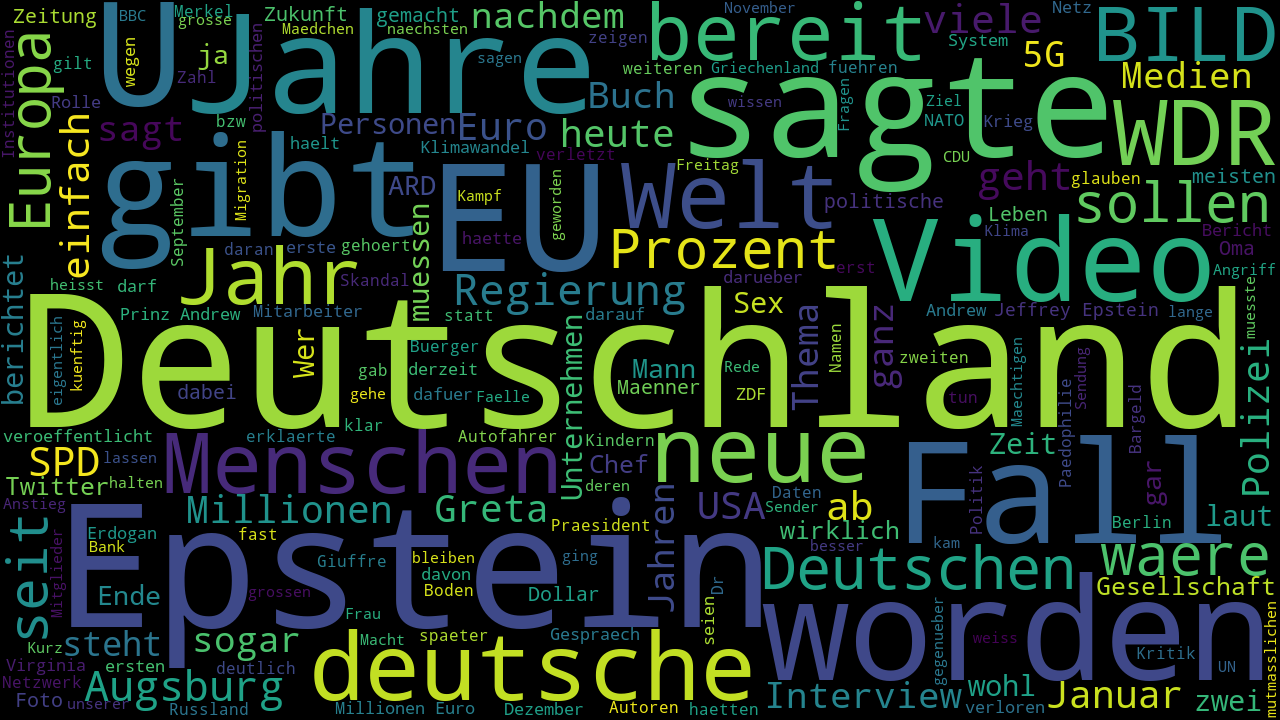 Zeitung
BBC
Merkel
grosse
Zukunft
gemacht
Maedchen
naechsten
nachdem
bereit
viele
November
Netz
BILD
U
Jahre
wegen
ja
gilt
Zahl
politischen
sagen
zeigen
weiteren
Griechenland
fuehren
System
5G
Medien
Institutionen
Europa
Rolle
einfach
sagt
bzw
Personen
Euro
Buch
heute
wissen
sagte
Fragen
Ziel
NATO
Krieg
WDR
gibt
haelt
Klimawandel
verletzt
Freitag
CDU
geht
glauben
meisten
September
Migration
ARD
EU
Kampf
geworden
Welt
politische
Leben
sollen
daran
erste
gehoert
haette
Prozent
Video
Klima
Bericht
Oma
berichtet
heisst
darf
Jahr
Skandal
muessen
Regierung
darueber
erst
Angriff
Prinz Andrew
Mitarbeiter
statt
darauf
Sex
Andrew
Jeffrey Epstein
lange
muesste
eigentlich
kuenftig
Deutschland
Wer
Buerger
gab
derzeit
Unternehmen
Mann
Rede
Thema
Namen
ganz
zweiten
Maechtigen
Sendung
Polizei
dabei
gehe
dafuer
Faelle
Maenner
ZDF
tun
Paedophilie
Bargeld
klar
veroeffentlicht
erklaerte
Autofahrer
Kindern
neue
Fall
Zeit
SPD
lassen
Menschen
Chef
Politik
gar
Twitter
halten
deren
Daten
Anstieg
Millionen
Greta
Jahren
USA
Sender
ab
Berlin
laut
seit
Erdogan
Bank
fast
Praesident
wirklich
besser
kam
Epstein
Giuffre
bleiben
ging
Deutschen
waere
Mitglieder
Ende
grossen
davon
Boden
Dollar
Dr
Gesellschaft
Kurz
steht
sogar
Frau
Macht
spaeter
Gespraech
seien
worden
gegenueber
weiss
Kritik
UN
mutmasslichen
Virginia
ersten
deutlich
deutsche
Netzwerk
Augsburg
Interview
wohl
Januar
zwei
Foto
unserer
Russland
Millionen Euro
Dezember
Autoren
haetten
verloren